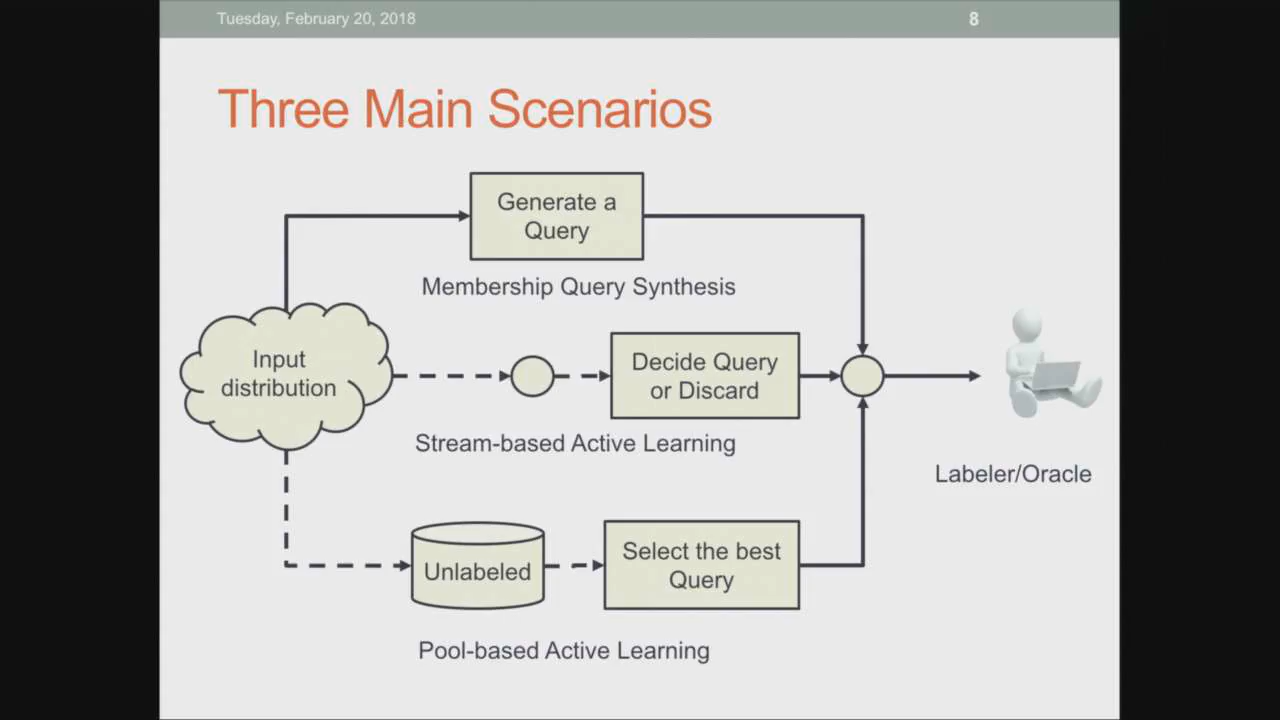 Tuesday, February 20, 2018
8
Three Main Scenarios
Generate a
Query
Membership Query Synthesis
Input
distribution
Decide Query
or Discard
Stream-based Active Learning
Labeler/Oracle
Unlabeled
Select the best
Query
Pool-based Active Learning